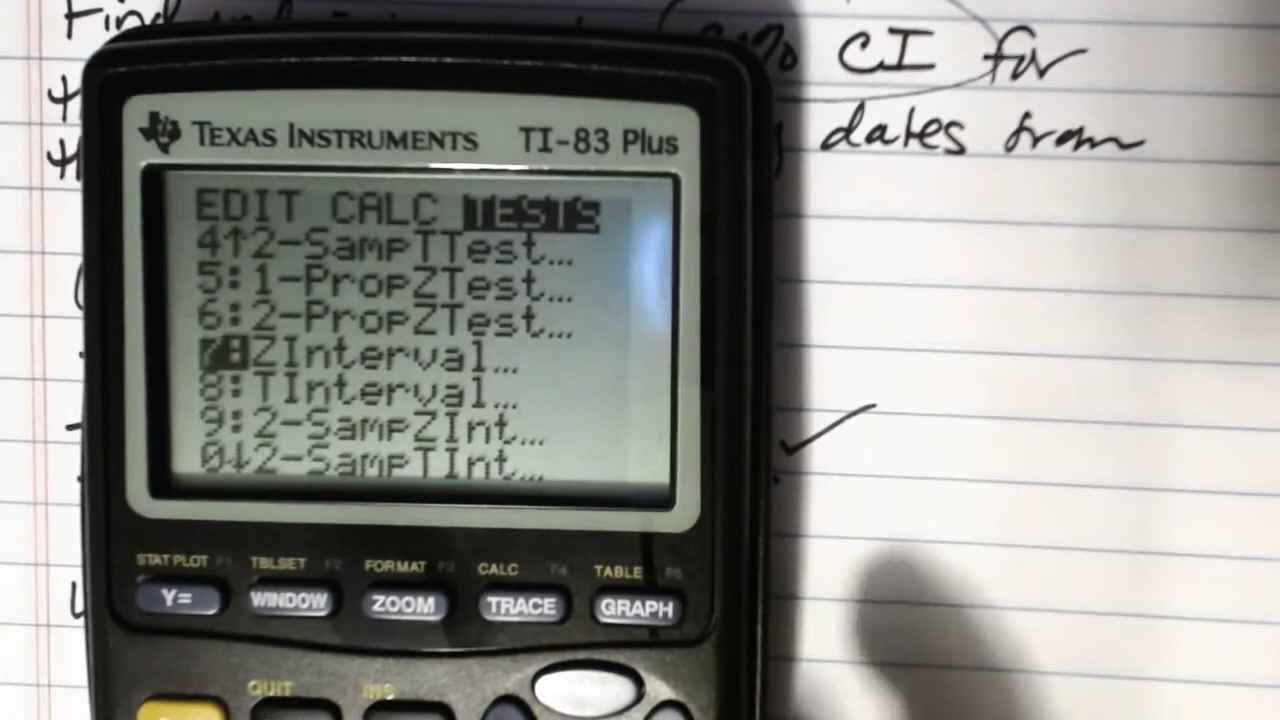 Find
% CI for
dates from
TEXAS INSTRUMENTS TI-83 Plus
EDIT CALC TESTS
4↑2-SampTTest…
5:1-PropZTest…
6:2-PropZTest…
7:ZInterval…
8:TInterval…
9:2-SampZInt…
0↓2-SampTInt…
STAT PLOT F1 TBLSET F2 FORMAT F3 CALC F4 TABLE F5
Y= WINDOW ZOOM TRACE GRAPH
QUIT INS